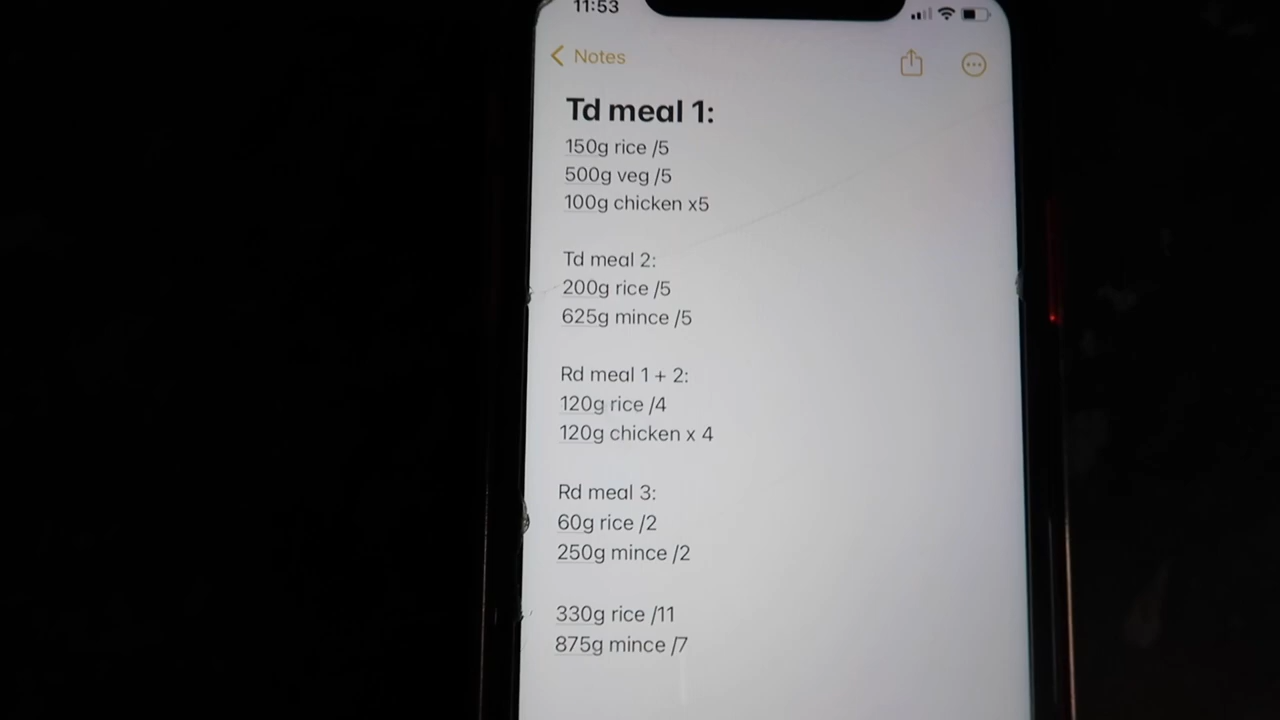 11:53
Notes
Td meal 1:
150g rice /5
500g veg /5
100g chicken x5
Td meal 2:
200g rice /5
625g mince /5
Rd meal 1 + 2:
120g rice /4
120g chicken x 4
Rd meal 3:
60g rice /2
250g mince /2
330g rice /11
875g mince /7